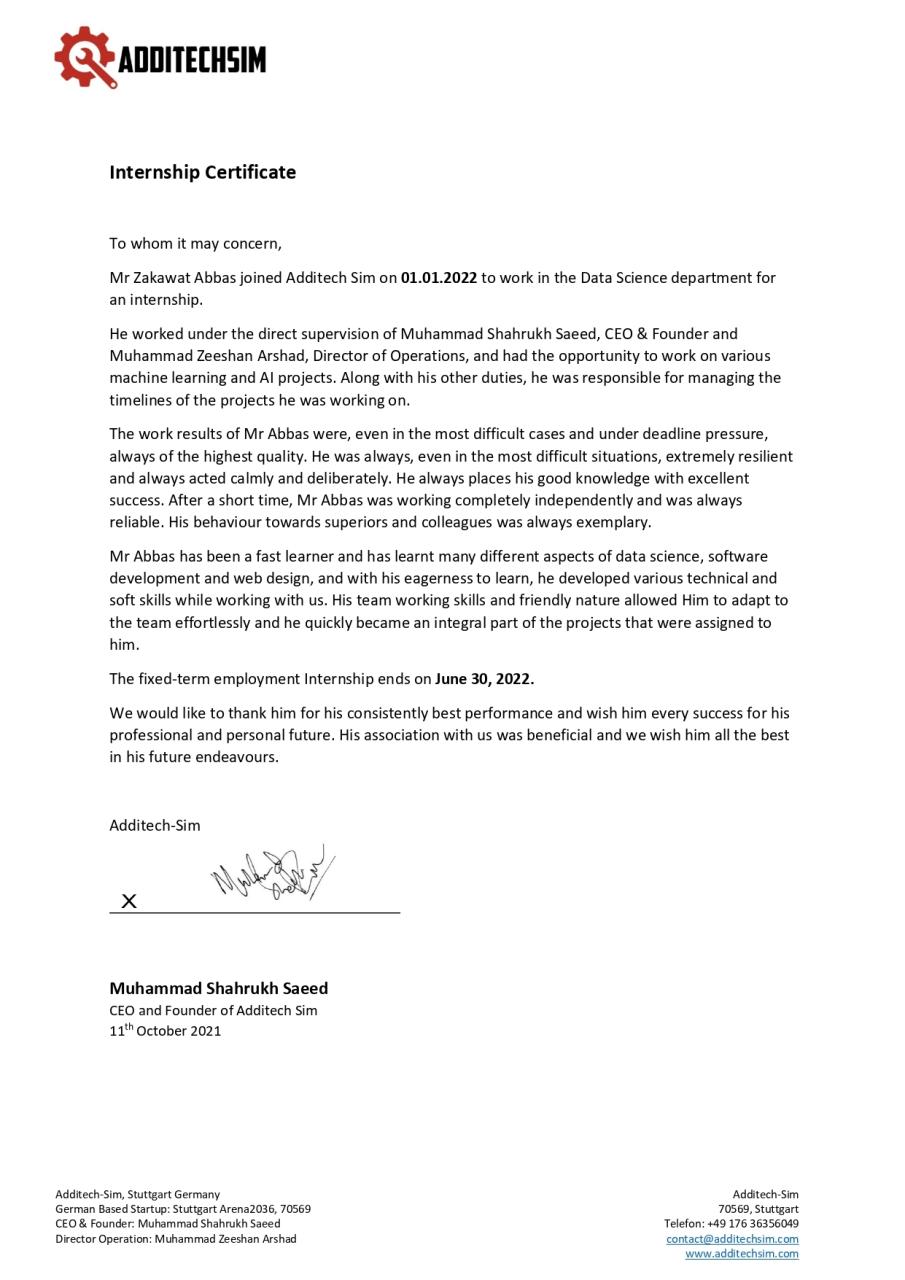 ADDITECHSIM
Internship Certificate
To whom it may concern,
Mr Zakawat Abbas joined Additech Sim on 01.01.2022 to work in the Data Science department for
an internship.
He worked under the direct supervision of Muhammad Shahrukh Saeed, CEO & Founder and
Muhammad Zeeshan Arshad, Director of Operations, and had the opportunity to work on various
machine learning and AI projects. Along with his other duties, he was responsible for managing the
timelines of the projects he was working on.
The work results of Mr Abbas were, even in the most difficult cases and under deadline pressure,
always of the highest quality. He was always, even in the most difficult situations, extremely resilient
and always acted calmly and deliberately. He always places his good knowledge with excellent
success. After a short time, Mr Abbas was working completely independently and was always
reliable. His behaviour towards superiors and colleagues was always exemplary.
Mr Abbas has been a fast learner and has learnt many different aspects of data science, software
development and web design, and with his eagerness to learn, he developed various technical and
soft skills while working with us. His team working skills and friendly nature allowed Him to adapt to
the team effortlessly and he quickly became an integral part of the projects that were assigned to
him.
The fixed-term employment Internship ends on June 30, 2022.
We would like to thank him for his consistently best performance and wish him every success for his
professional and personal future. His association with us was beneficial and we wish him all the best
in his future endeavours.
Additech-Sim
X
Muhammad Shahrukh Saeed
CEO and Founder of Additech Sim
11th October 2021
Additech-Sim, Stuttgart Germany
German Based Startup: Stuttgart Arena2036, 70569
CEO & Founder: Muhammad Shahrukh Saeed
Director Operation: Muhammad Zeeshan Arshad
Additech-Sim
70569, Stuttgart
Telefon: +49 176 36356049
contact@additechsim.com
www.additechsim.com